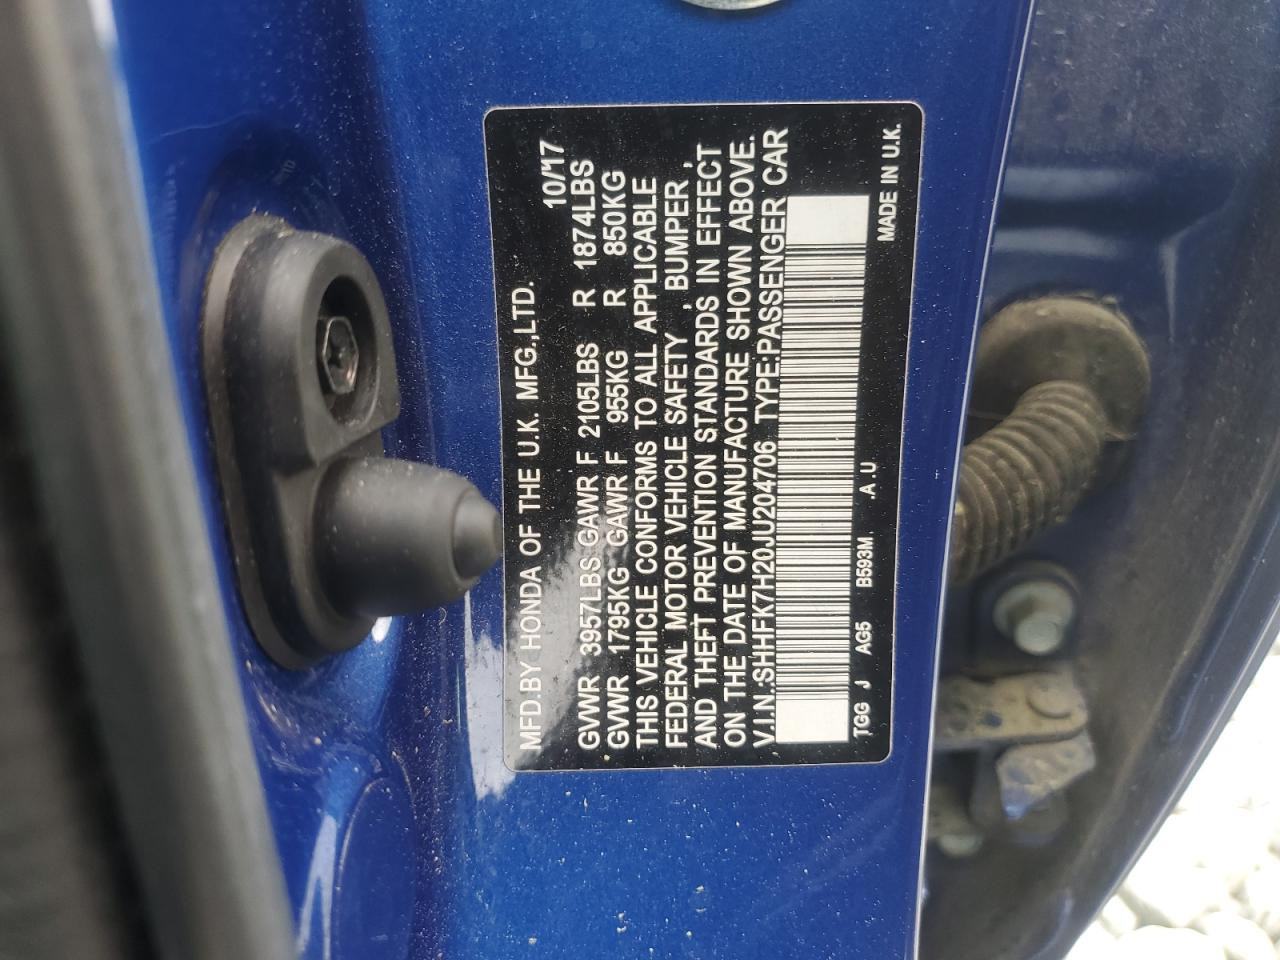 MFD.BY HONDA OF THE U.K. MFG.,LTD. 10/17
GVWR 3957LBS GAWR F 2105LBS R 1874LBS
GVWR 1795KG GAWR F 955KG R 850KG
THIS VEHICLE CONFORMS TO ALL APPLICABLE
FEDERAL MOTOR VEHICLE SAFETY , BUMPER ,
AND THEFT PREVENTION STANDARDS IN EFFECT
ON THE DATE OF MANUFACTURE SHOWN ABOVE.
V.I.N.:SHHFK7H20JU204706 TYPE:PASSENGER CAR
TGG J AG5 B593M. .A.U MADE IN U.K.